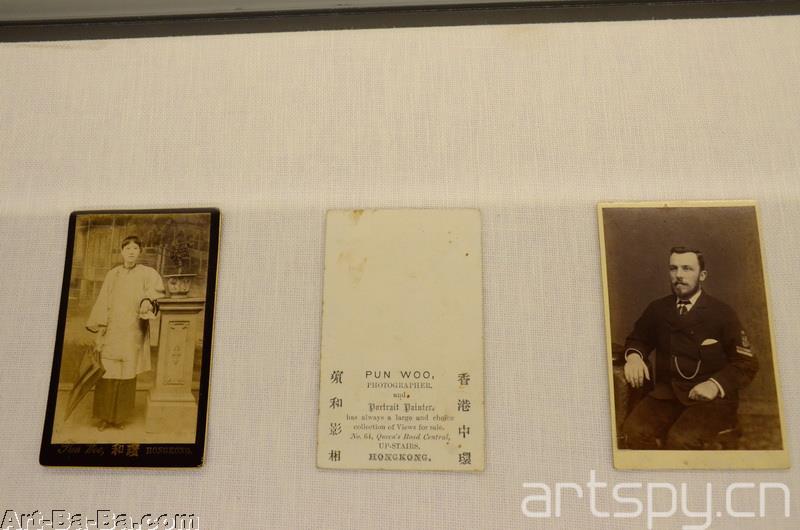 Pun Woo, 和 HONGKONG.
和影相
PUN WOO,
PHOTOGRAPHER,
and
Portrait Painter,
has always a large and choice
collection of Views for sale.
No. 64, Queen's Road Central,
UP-STAIRS,
HONGKONG.
香港中環
Art-Ba-Ba.com
artspy.cn